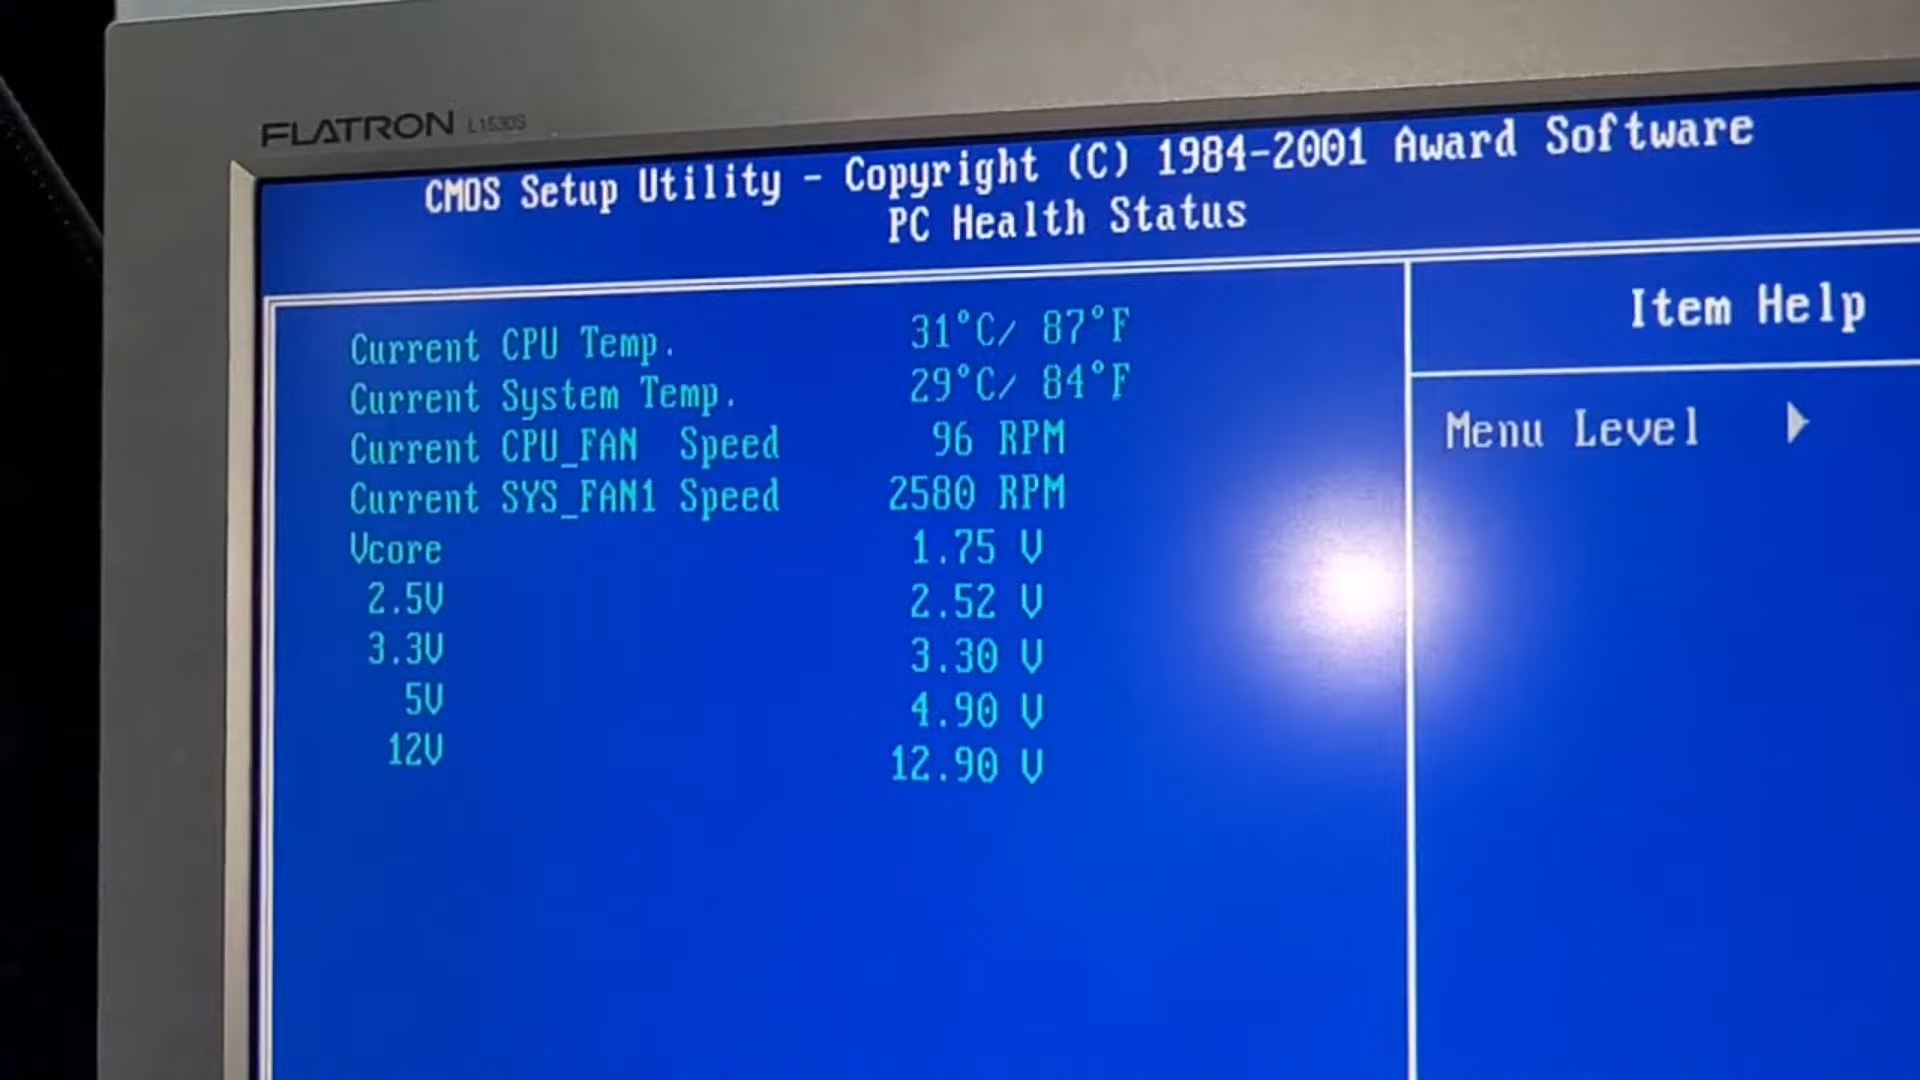 FLATRON L1530S
CMOS Setup Utility - Copyright (C) 1984-2001 Award Software
PC Health Status
Current CPU Temp. 31°C/ 87°F
Current System Temp. 29°C/ 84°F
Current CPU_FAN Speed 96 RPM
Current SYS_FAN1 Speed 2580 RPM
Vcore 1.75 V
2.5V 2.52 V
3.3V 3.30 V
5V 4.90 V
12V 12.90 V
Item Help
Menu Level